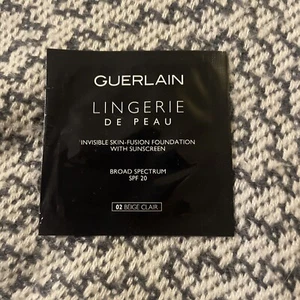 GUERLAIN
LINGERIE
DE PEAU
INVISIBLE SKIN-FUSION FOUNDATION
WITH SUNSCREEN
BROAD SPECTRUM
SPF 20
02 BEIGE CLAIR